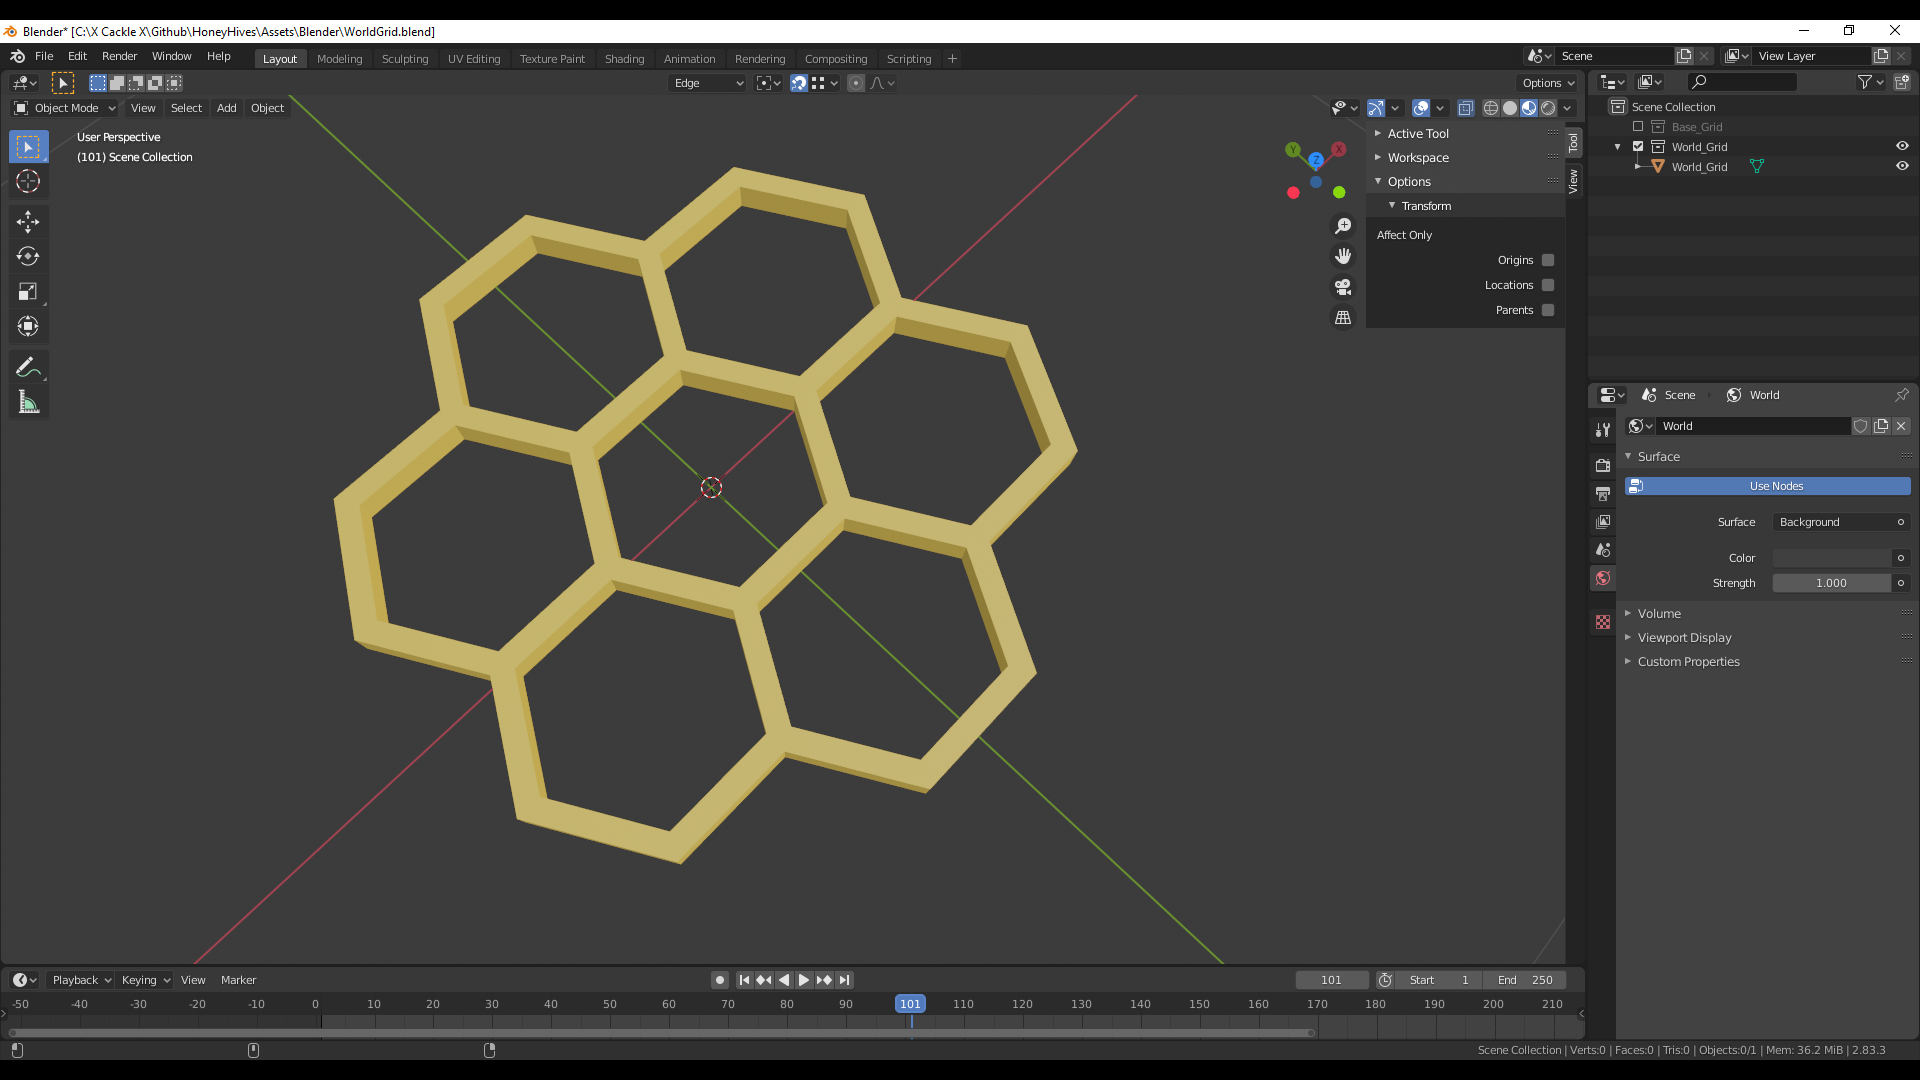 Blender* [C:\X Cackle X\Github\HoneyHives\Assets\Blender\WorldGrid.blend]
File Edit Render Window Help
Layout Modeling Sculpting UV Editing Texture Paint Shading Animation Rendering Compositing Scripting +
Scene
View Layer
Edge
Options
Object Mode View Select Add Object
User Perspective
(101) Scene Collection
Y
X
Z
Active Tool
Workspace
Options
Transform
Affect Only
Origins
Locations
Parents
Tool
View
Scene Collection
Base_Grid
World_Grid
World_Grid
Scene World
World
Surface
Use Nodes
Surface Background
Color
Strength 1.000
Volume
Viewport Display
Custom Properties
Playback Keying View Marker
101 Start 1 End 250
-50 -40 -30 -20 -10 0 10 20 30 40 50 60 70 80 90 101 110 120 130 140 150 160 170 180 190 200 210
Scene Collection | Verts:0 | Faces:0 | Tris:0 | Objects:0/1 | Mem: 36.2 MiB | 2.83.3